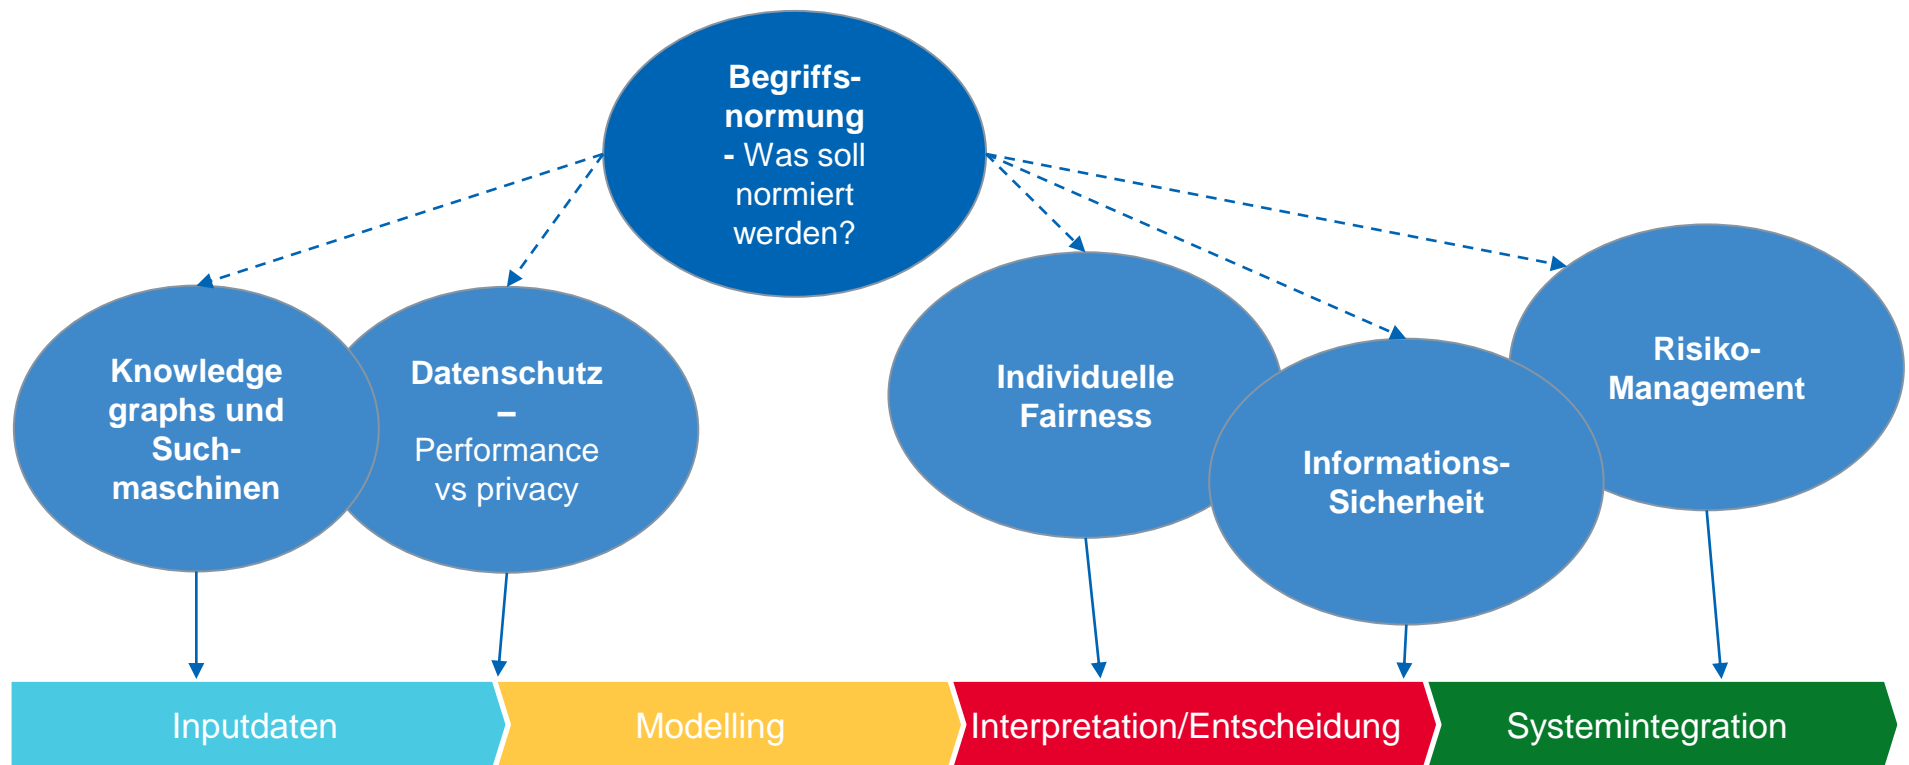 Begriffs-
normung
- Was soll
normiert
werden?
Knowledge
graphs und
Such-
maschinen
Datenschutz
–
Performance
vs privacy
Individuelle
Fairness
Informations-
Sicherheit
Risiko-
Management
Inputdaten
Modelling
Interpretation/Entscheidung
Systemintegration